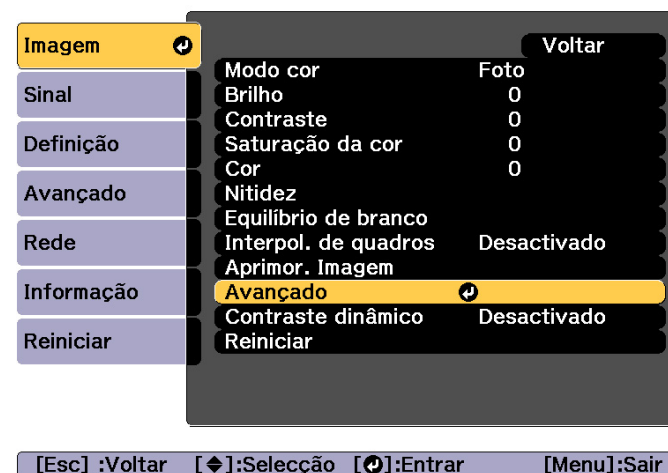 Imagem
Sinal
Definição
Avançado
Rede
Informação
Reiniciar
Voltar
Modo cor Foto
Brilho 0
Contraste 0
Saturação da cor 0
Cor 0
Nitidez
Equilíbrio de branco
Interpol. de quadros Desactivado
Aprimor. Imagem
Avançado
Contraste dinâmico Desactivado
Reiniciar
[Esc] :Voltar [◆]:Selecção [↵]:Entrar [Menu]:Sair